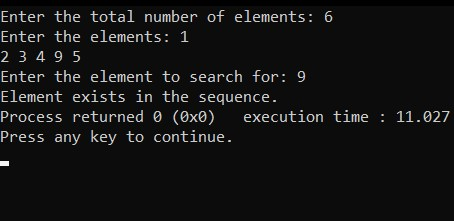 Enter the total number of elements: 6
Enter the elements: 1
2 3 4 9 5
Enter the element to search for: 9
Element exists in the sequence.
Process returned 0 (0x0)   execution time : 11.027
Press any key to continue.